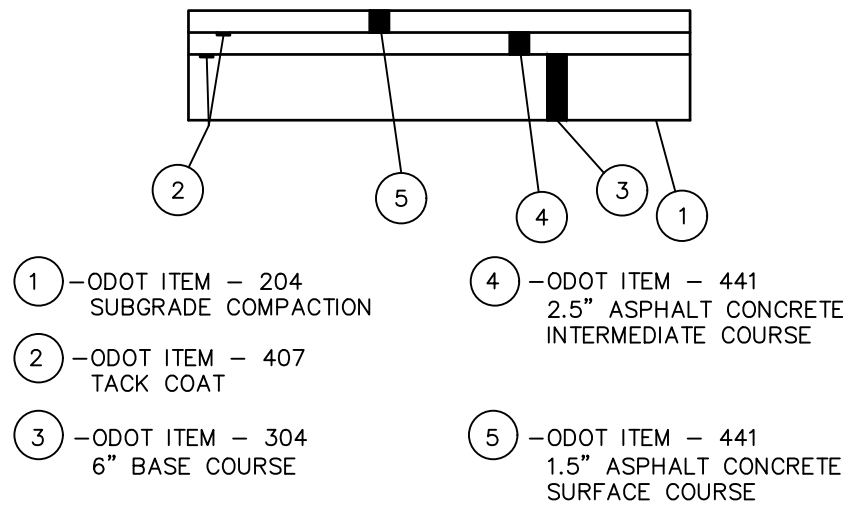 2
5
4
3
1
1 -ODOT ITEM - 204
SUBGRADE COMPACTION
2 -ODOT ITEM - 407
TACK COAT
3 -ODOT ITEM - 304
6" BASE COURSE
4 -ODOT ITEM - 441
2.5" ASPHALT CONCRETE
INTERMEDIATE COURSE
5 -ODOT ITEM - 441
1.5" ASPHALT CONCRETE
SURFACE COURSE